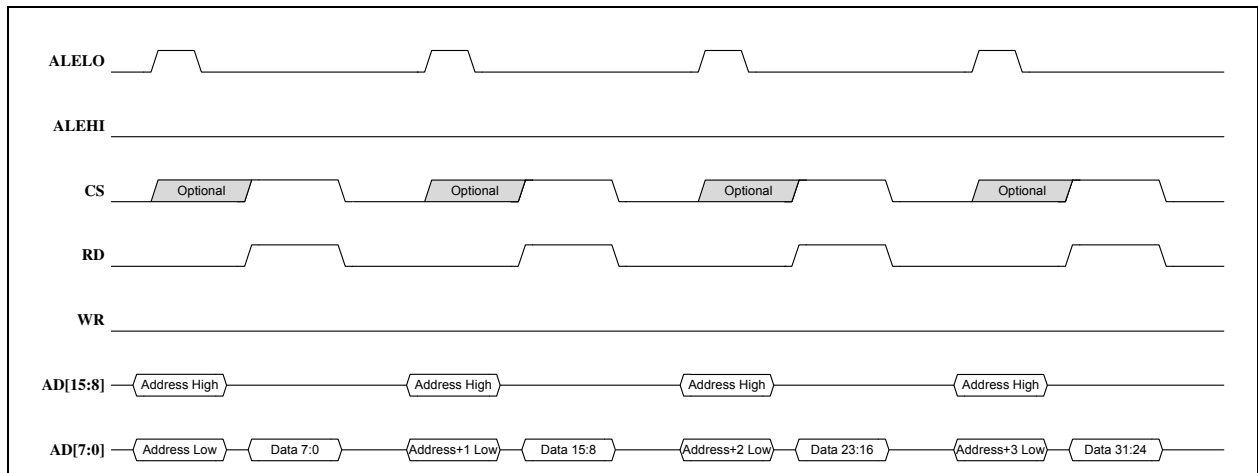 ALELO
ALEHI
CS Optional Optional Optional Optional
RD
WR
AD[15:8] Address High Address High Address High Address High
AD[7:0] Address Low Data 7:0 Address+1 Low Data 15:8 Address+2 Low Data 23:16 Address+3 Low Data 31:24